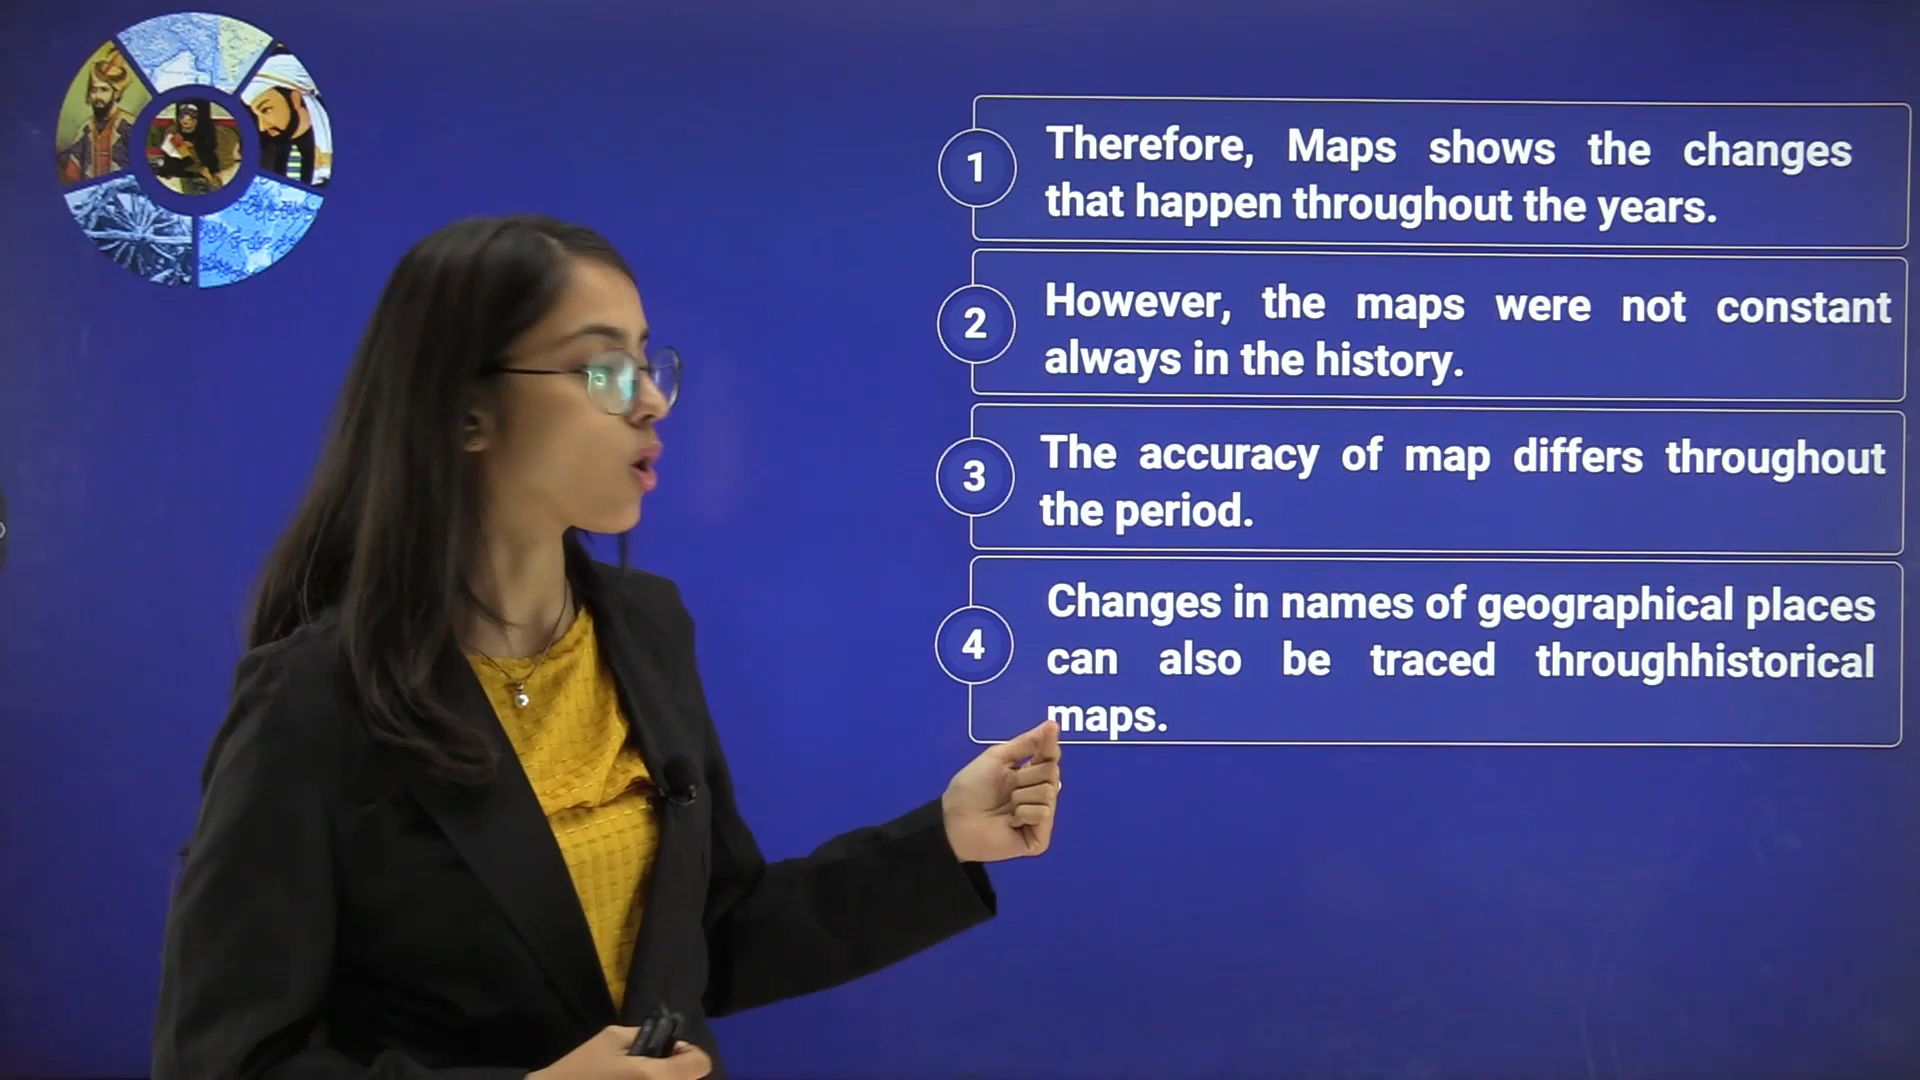 1
Therefore, Maps shows the changes
that happen throughout the years.
2
However, the maps were not constant
always in the history.
3
The accuracy of map differs throughout
the period.
4
Changes in names of geographical places
can also be traced throughhistorical
maps.